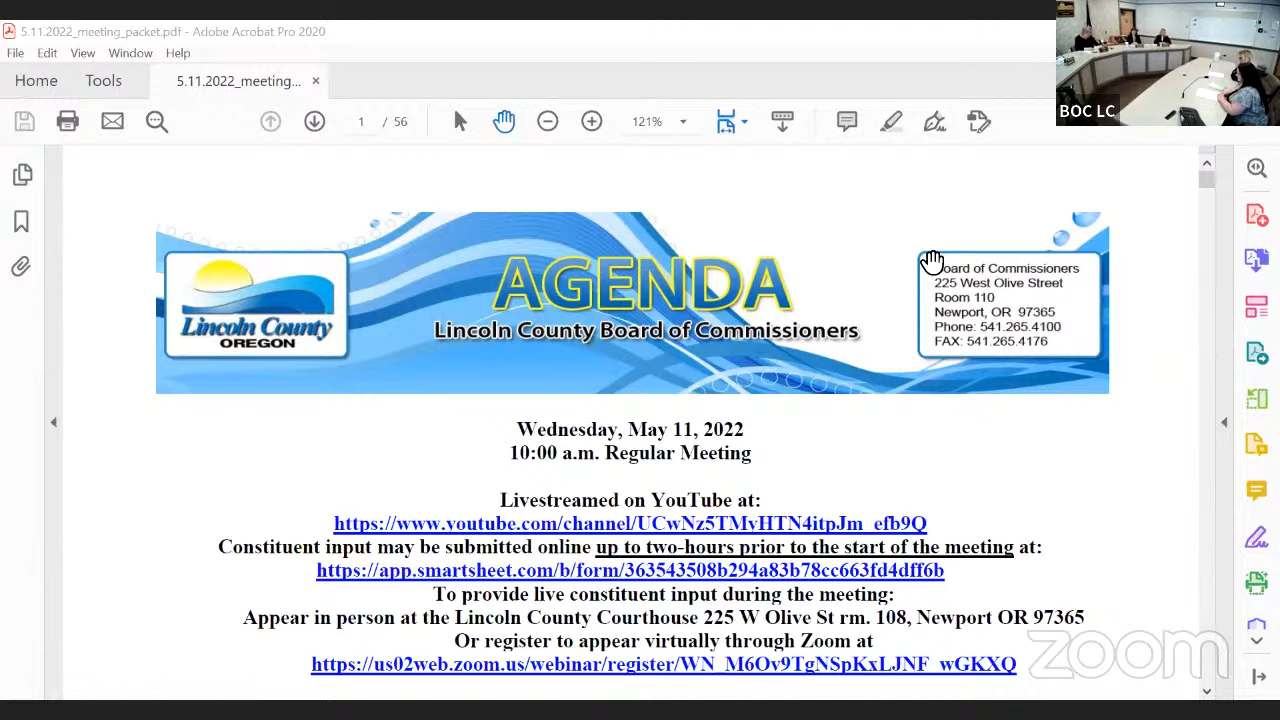 5.11.2022_meeting_packet.pdf - Adobe Acrobat Pro 2020
File Edit View Window Help
Home Tools 5.11.2022_meeting... ×
1 / 56 121%
BOC LC
Lincoln County
OREGON
AGENDA
Lincoln County Board of Commissioners
Board of Commissioners
225 West Olive Street
Room 110
Newport, OR 97365
Phone: 541.265.4100
FAX: 541.265.4176
Wednesday, May 11, 2022
10:00 a.m. Regular Meeting
Livestreamed on YouTube at:
https://www.youtube.com/channel/UCwNz5TMyHTN4itpJm_efb9Q
Constituent input may be submitted online up to two-hours prior to the start of the meeting at:
https://app.smartsheet.com/b/form/363543508b294a83b78cc663fd4dff6b
To provide live constituent input during the meeting:
Appear in person at the Lincoln County Courthouse 225 W Olive St rm. 108, Newport OR 97365
Or register to appear virtually through Zoom at
https://us02web.zoom.us/webinar/register/WN_M6Ov9TgNSpKxLJNF_wGKXQ
zoom